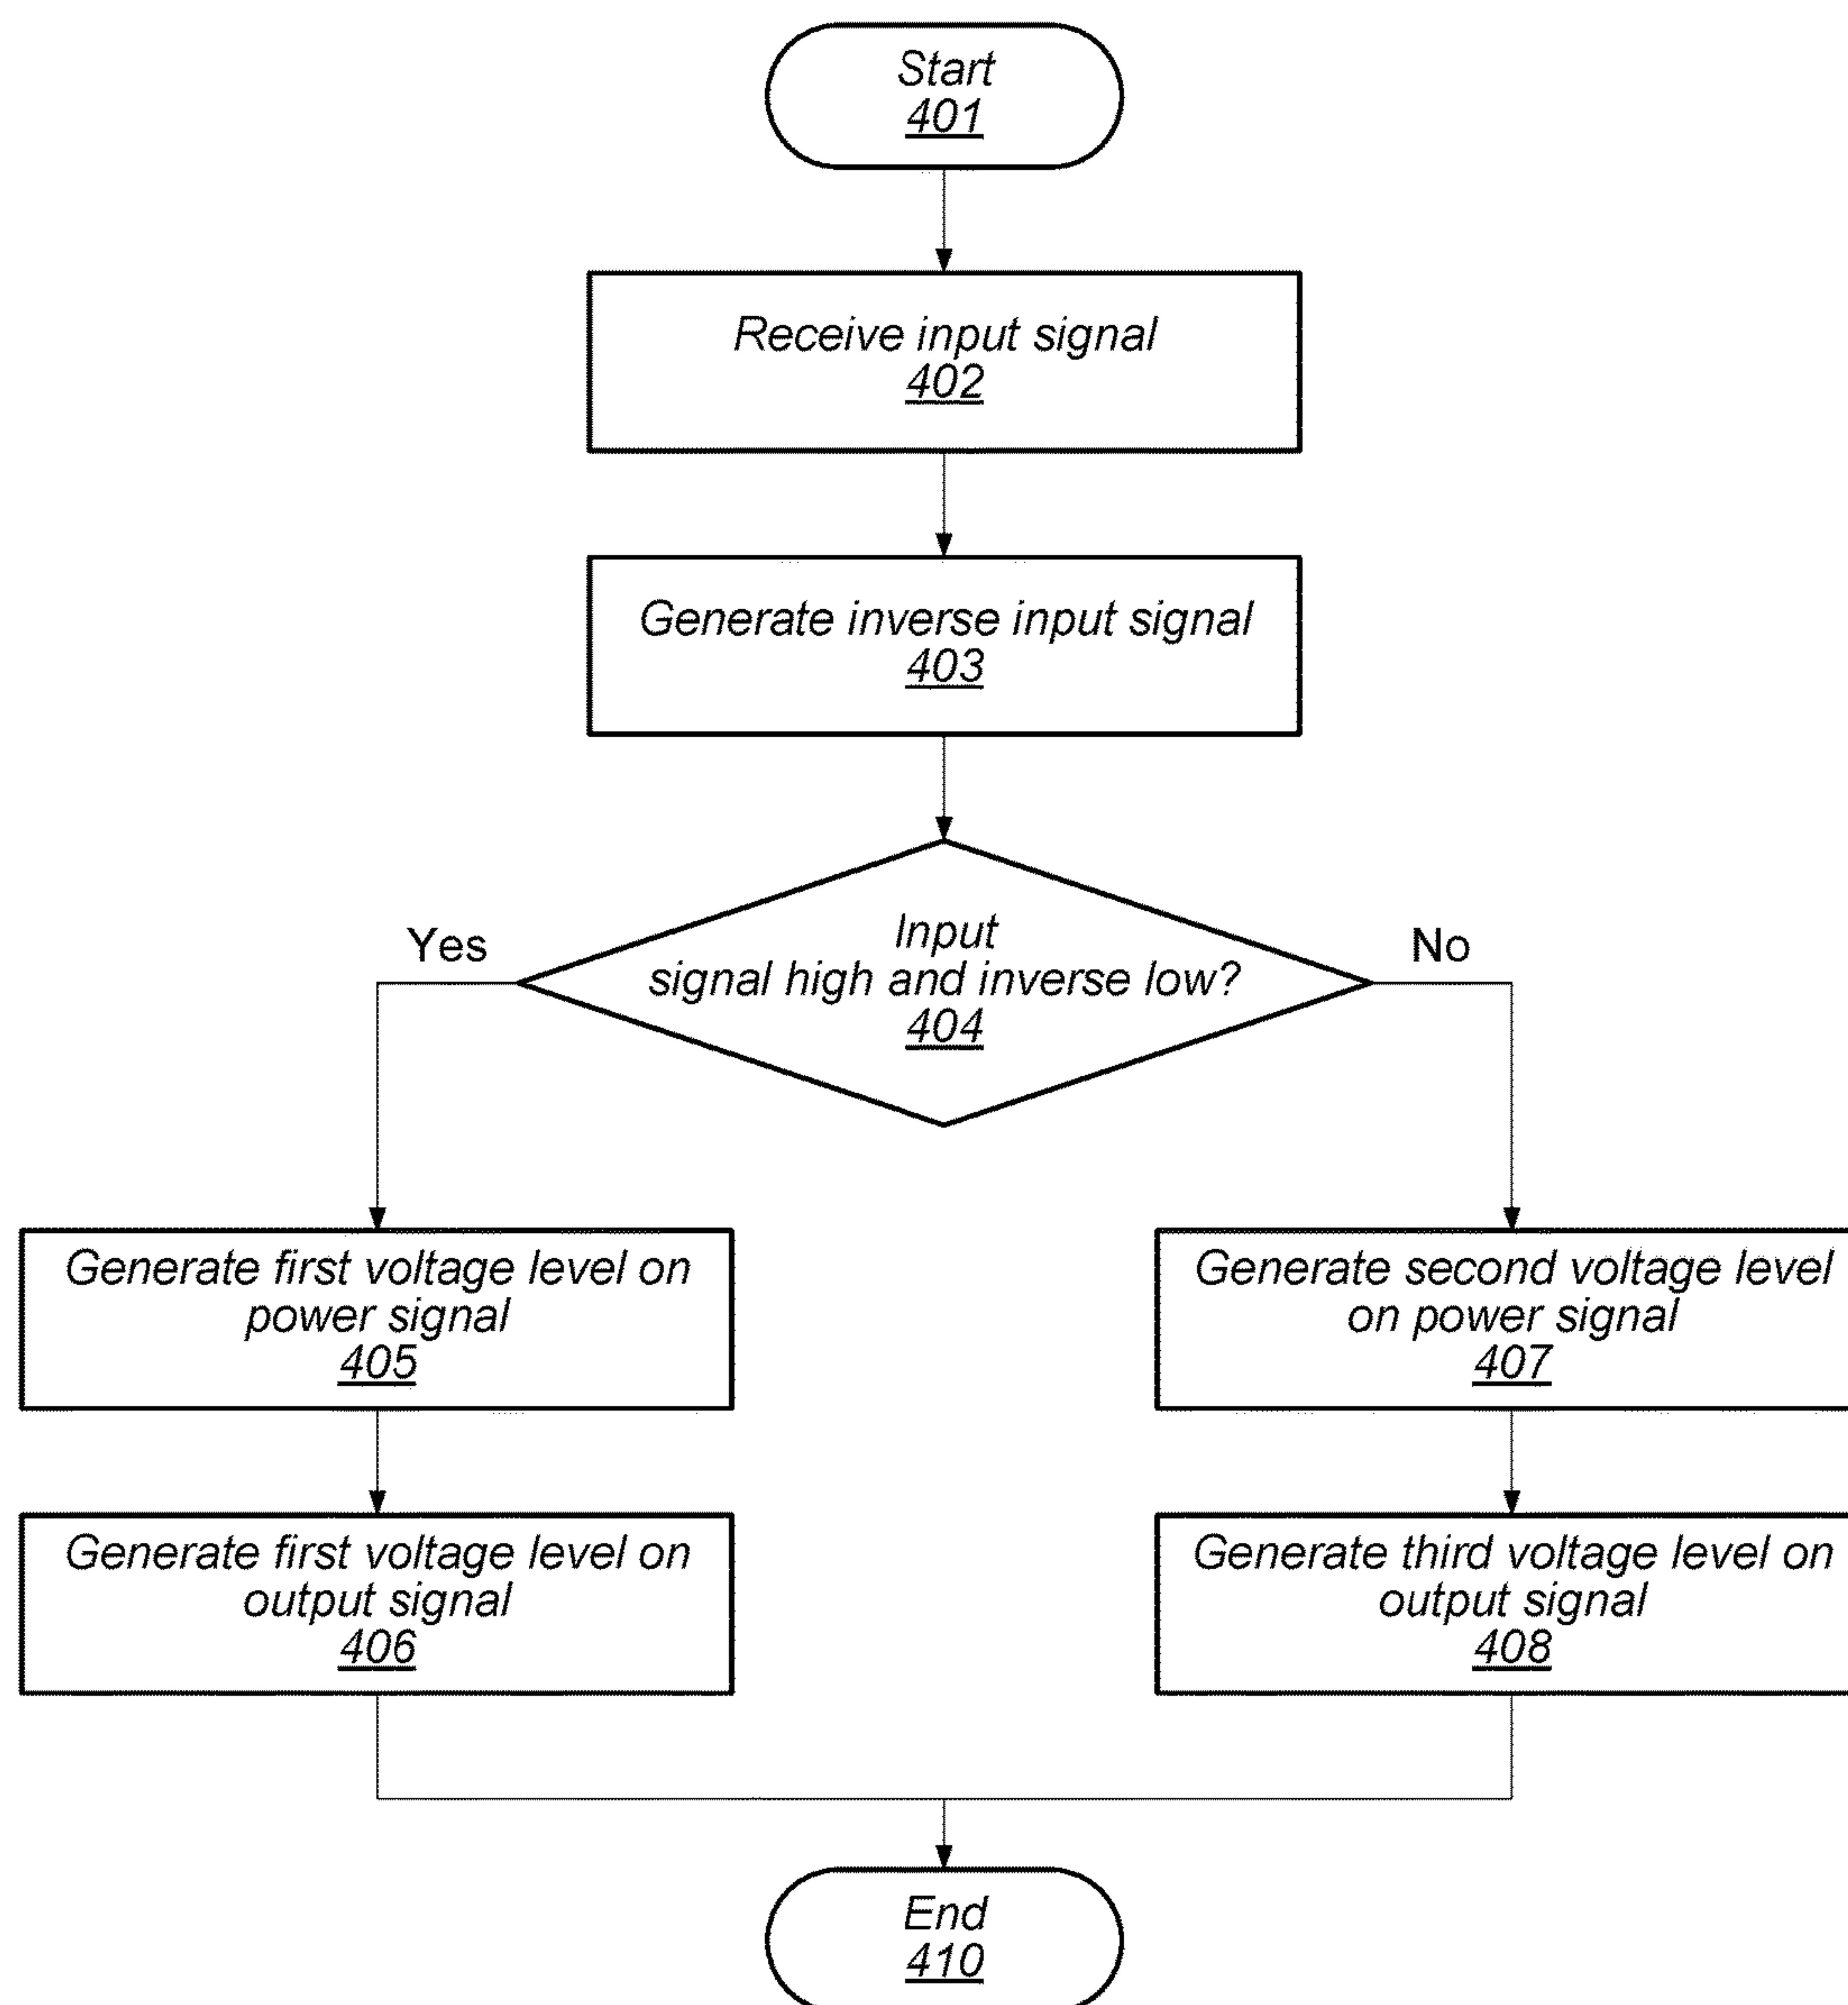 Start
401
Receive input signal
402
Generate inverse input signal
403
Input
signal high and inverse low?
404
Yes
No
Generate first voltage level on
power signal
405
Generate second voltage level
on power signal
407
Generate first voltage level on
output signal
406
Generate third voltage level on
output signal
408
End
410